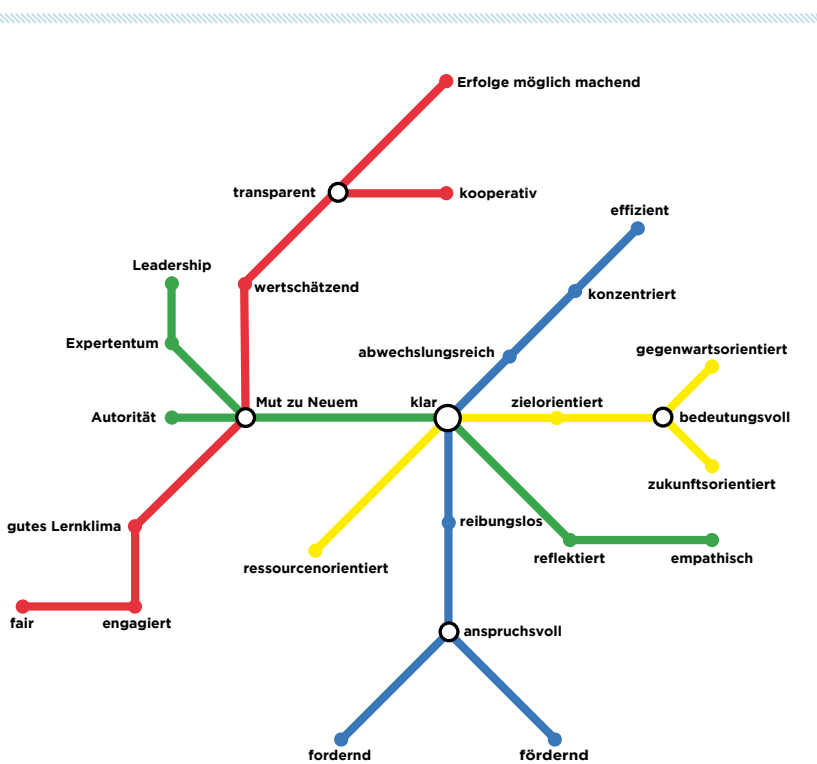 Erfolge möglich machend
transparent
kooperativ
effizient
Leadership
wertschätzend
konzentriert
Expertentum
abwechslungsreich
gegenwartsorientiert
Mut zu Neuem
klar
zielorientiert
Autorität
bedeutungsvoll
zukunftsorientiert
gutes Lernklima
reibungslos
ressourcenorientiert
reflektiert
empathisch
fair
engagiert
anspruchsvoll
fordernd
fördernd